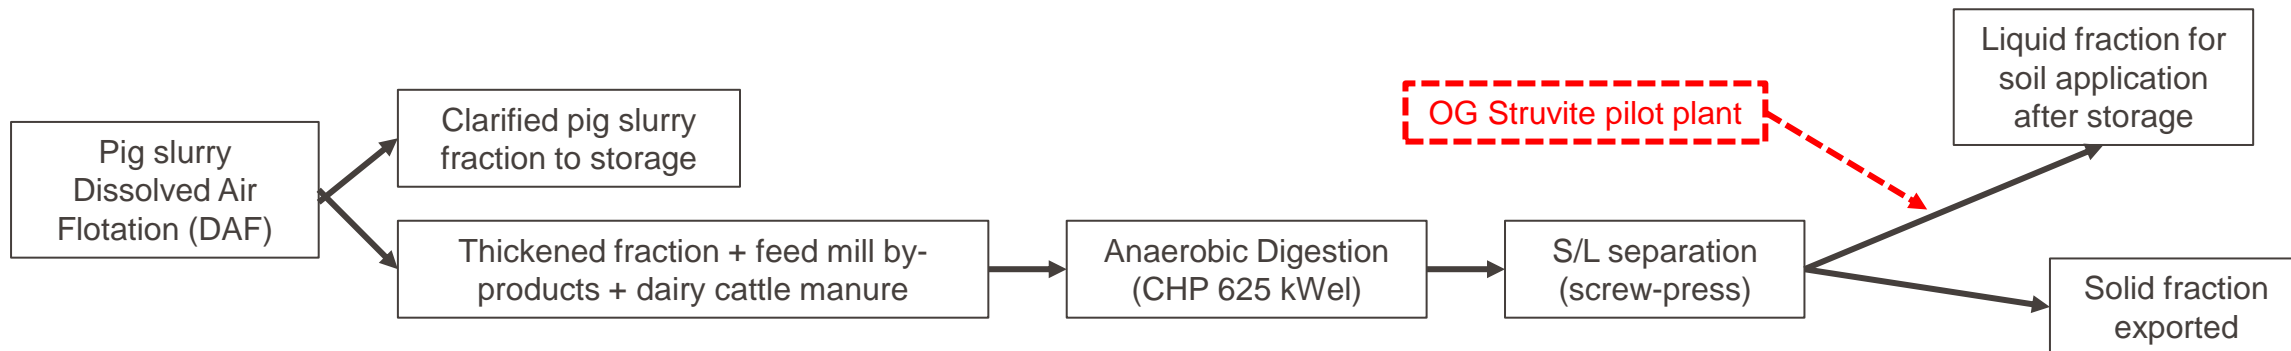 Pig slurry
Dissolved Air
Flotation (DAF)
Clarified pig slurry
fraction to storage
Thickened fraction + feed mill by-
products + dairy cattle manure
Anaerobic Digestion
(CHP 625 kWel)
OG Struvite pilot plant
S/L separation
(screw-press)
Liquid fraction for
soil application
after storage
Solid fraction
exported